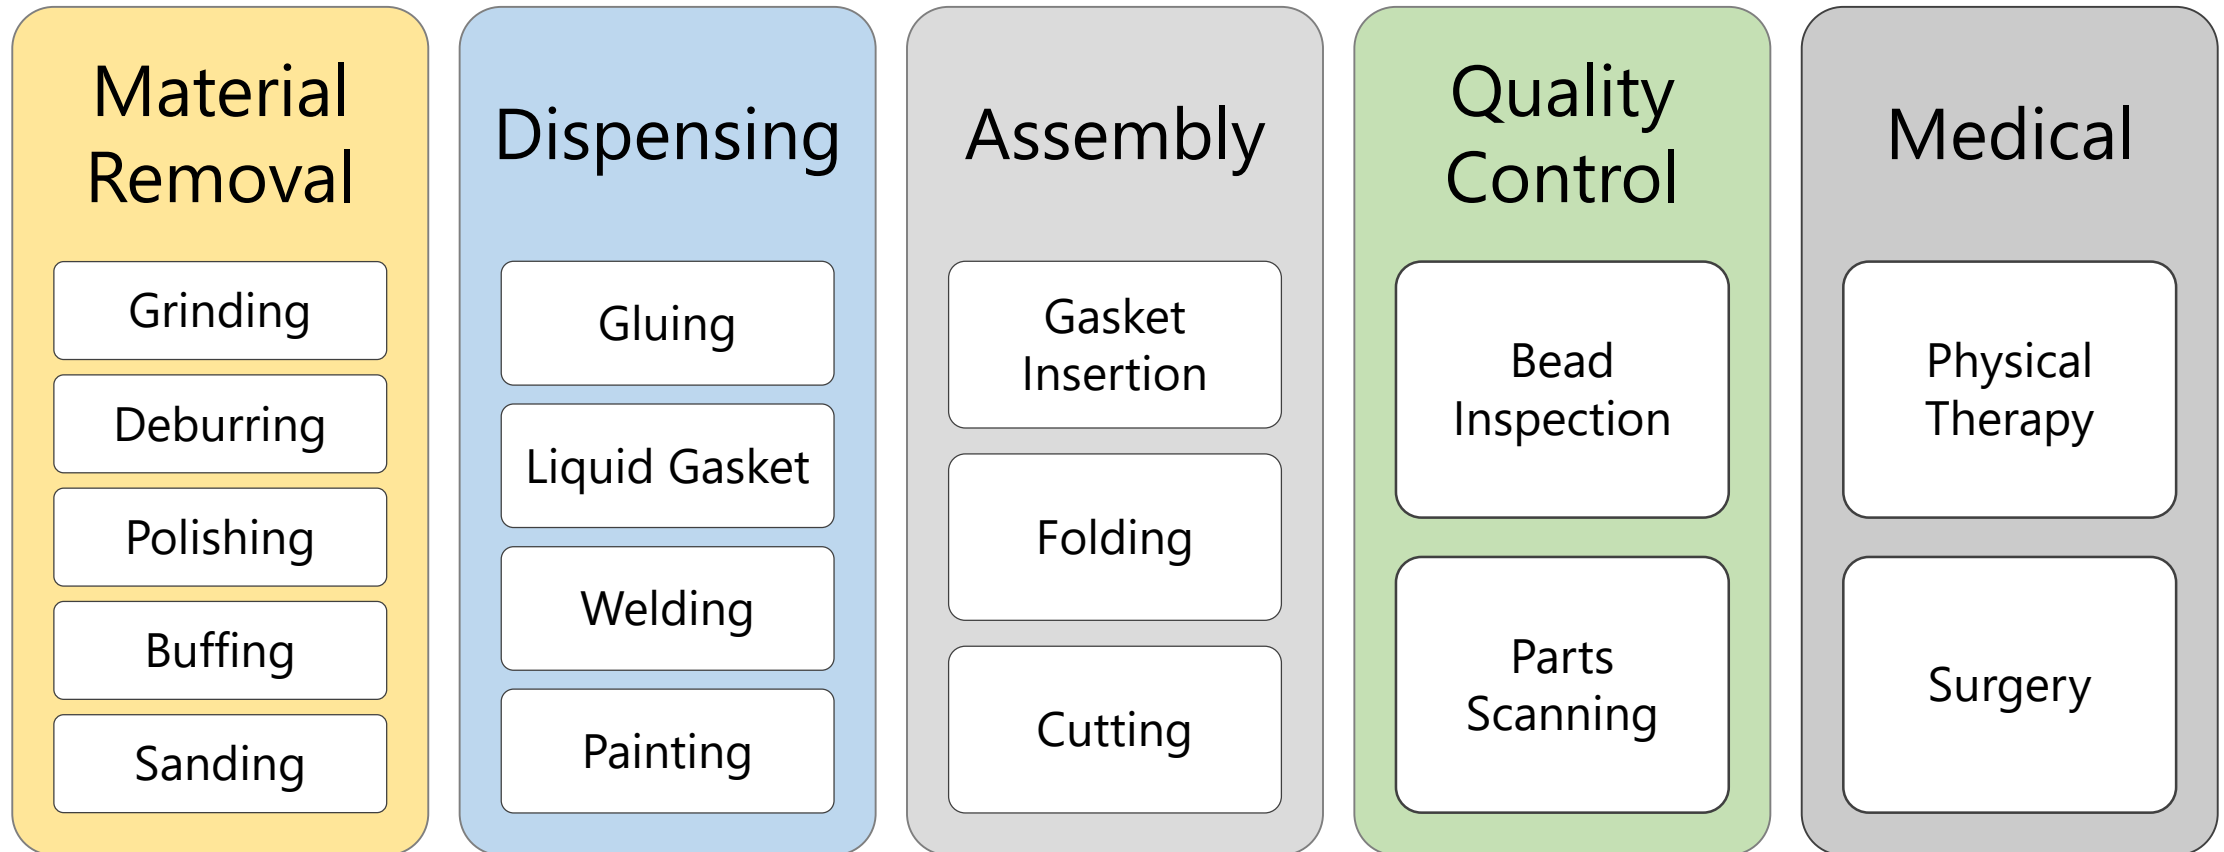 Material
Removal
Grinding
Deburring
Polishing
Buffing
Sanding
Dispensing
Gluing
Liquid Gasket
Welding
Painting
Assembly
Gasket
Insertion
Folding
Cutting
Quality
Control
Bead
Inspection
Parts
Scanning
Medical
Physical
Therapy
Surgery